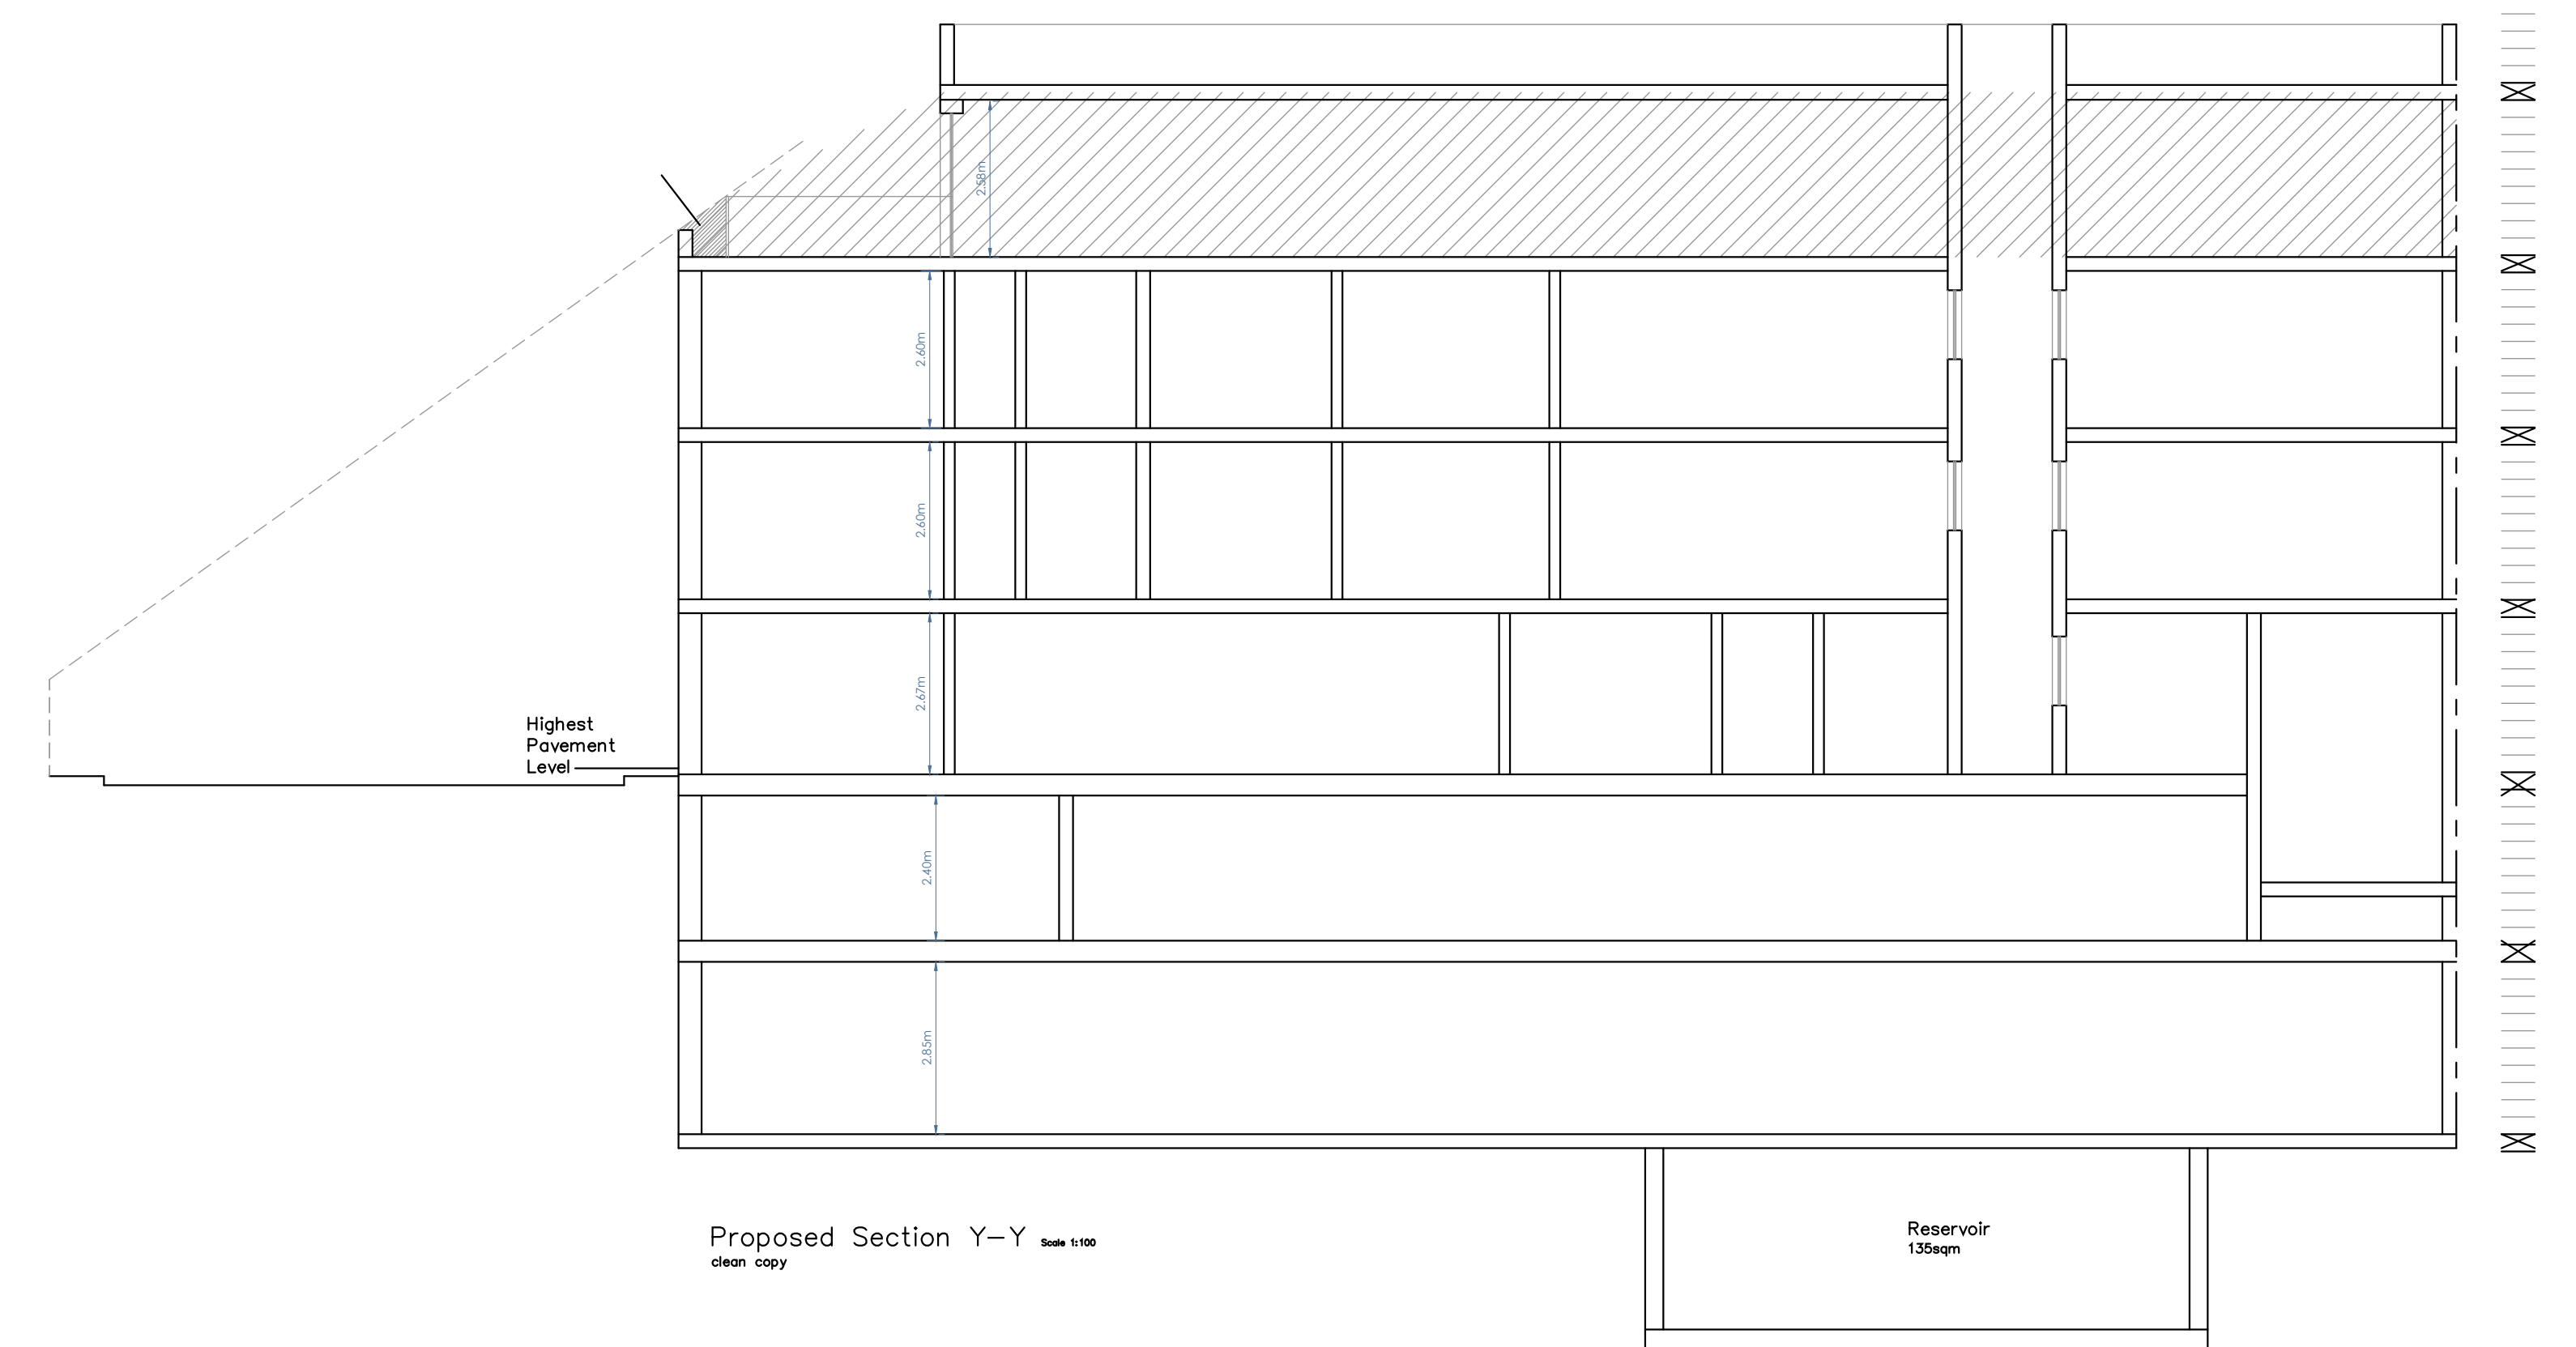 2.58m
2.60m
2.60m
2.67m
Highest
Pavement
Level
2.40m
2.85m
Proposed Section Y-Y Scale 1:100
clean copy
Reservoir
135sqm